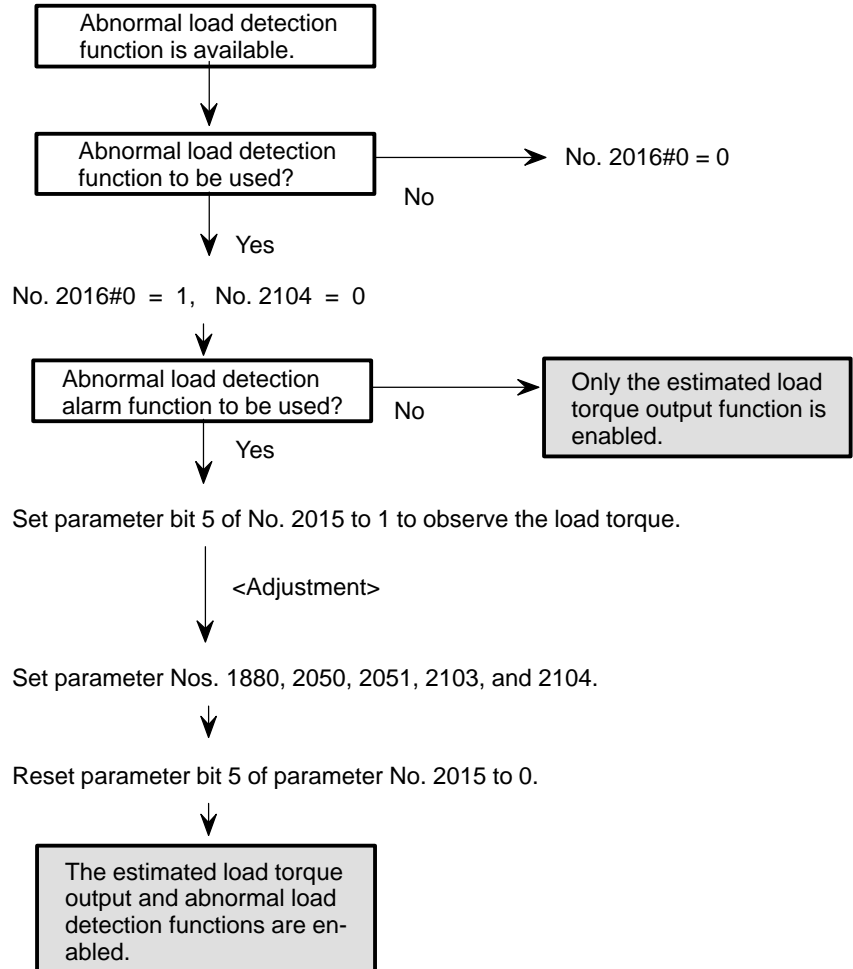 Abnormal load detection
function is available.
Abnormal load detection
function to be used?
No. 2016#0 = 0
No
Yes
No. 2016#0 = 1, No. 2104 = 0
Abnormal load detection
alarm function to be used?
No
Only the estimated load
torque output function is
enabled.
Yes
Set parameter bit 5 of No. 2015 to 1 to observe the load torque.
<Adjustment>
Set parameter Nos. 1880, 2050, 2051, 2103, and 2104.
Reset parameter bit 5 of parameter No. 2015 to 0.
The estimated load torque
output and abnormal load
detection functions are en-
abled.